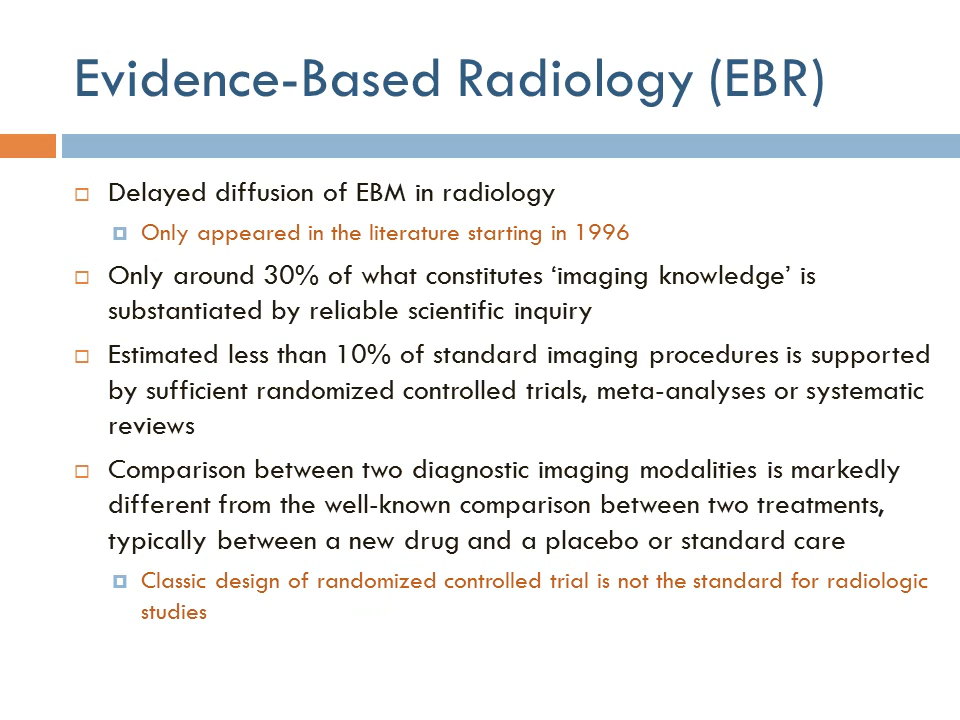 Evidence-Based Radiology (EBR)
Delayed diffusion of EBM in radiology
Only appeared in the literature starting in 1996
Only around 30% of what constitutes ‘imaging knowledge’ is
substantiated by reliable scientific inquiry
Estimated less than 10% of standard imaging procedures is supported
by sufficient randomized controlled trials, meta-analyses or systematic
reviews
Comparison between two diagnostic imaging modalities is markedly
different from the well-known comparison between two treatments,
typically between a new drug and a placebo or standard care
Classic design of randomized controlled trial is not the standard for radiologic
studies